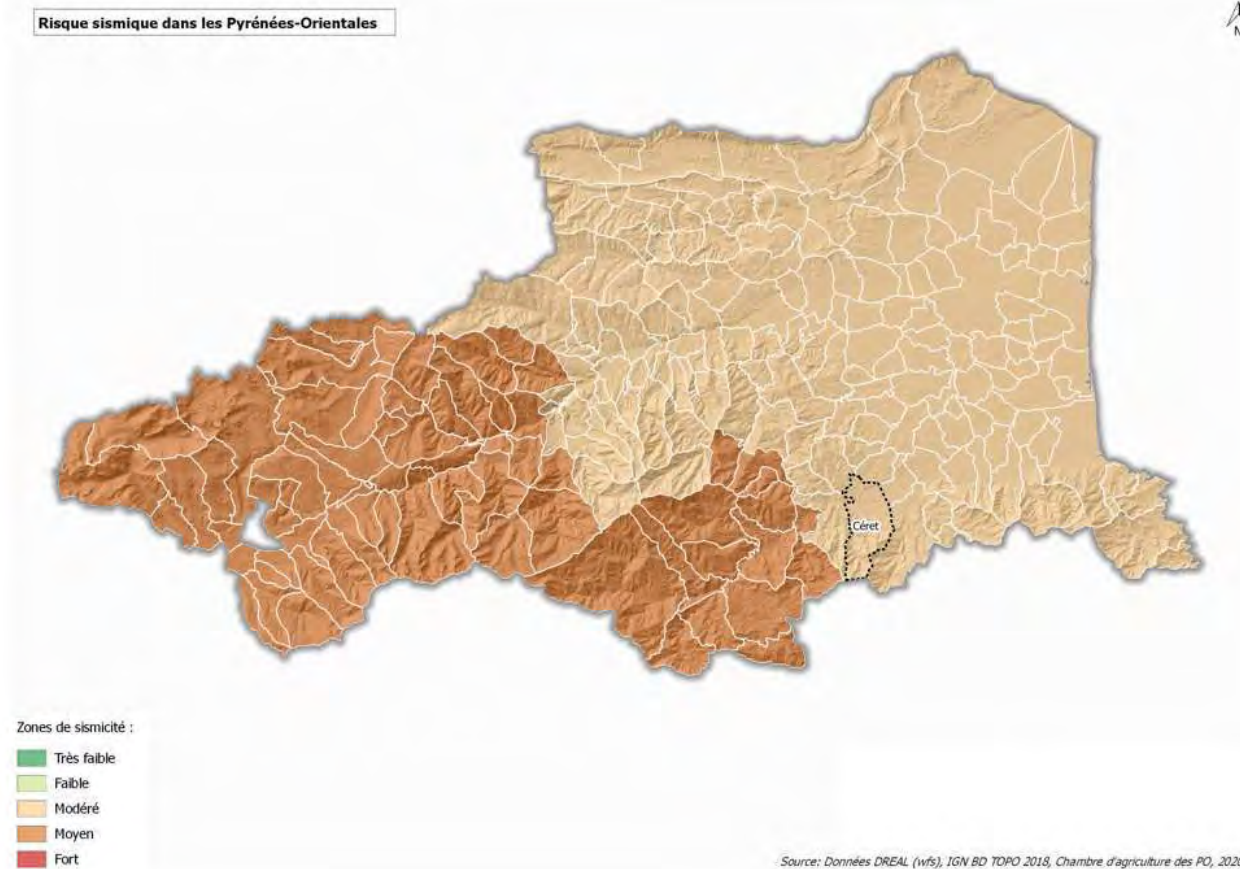 Risque sismique dans les Pyrénées-Orientales
N
Céret
Zones de sismicité :
Très faible
Faible
Modéré
Moyen
Fort
Source: Données DREAL (wfs), IGN BD TOPO 2018, Chambre d'agriculture des PO, 2020